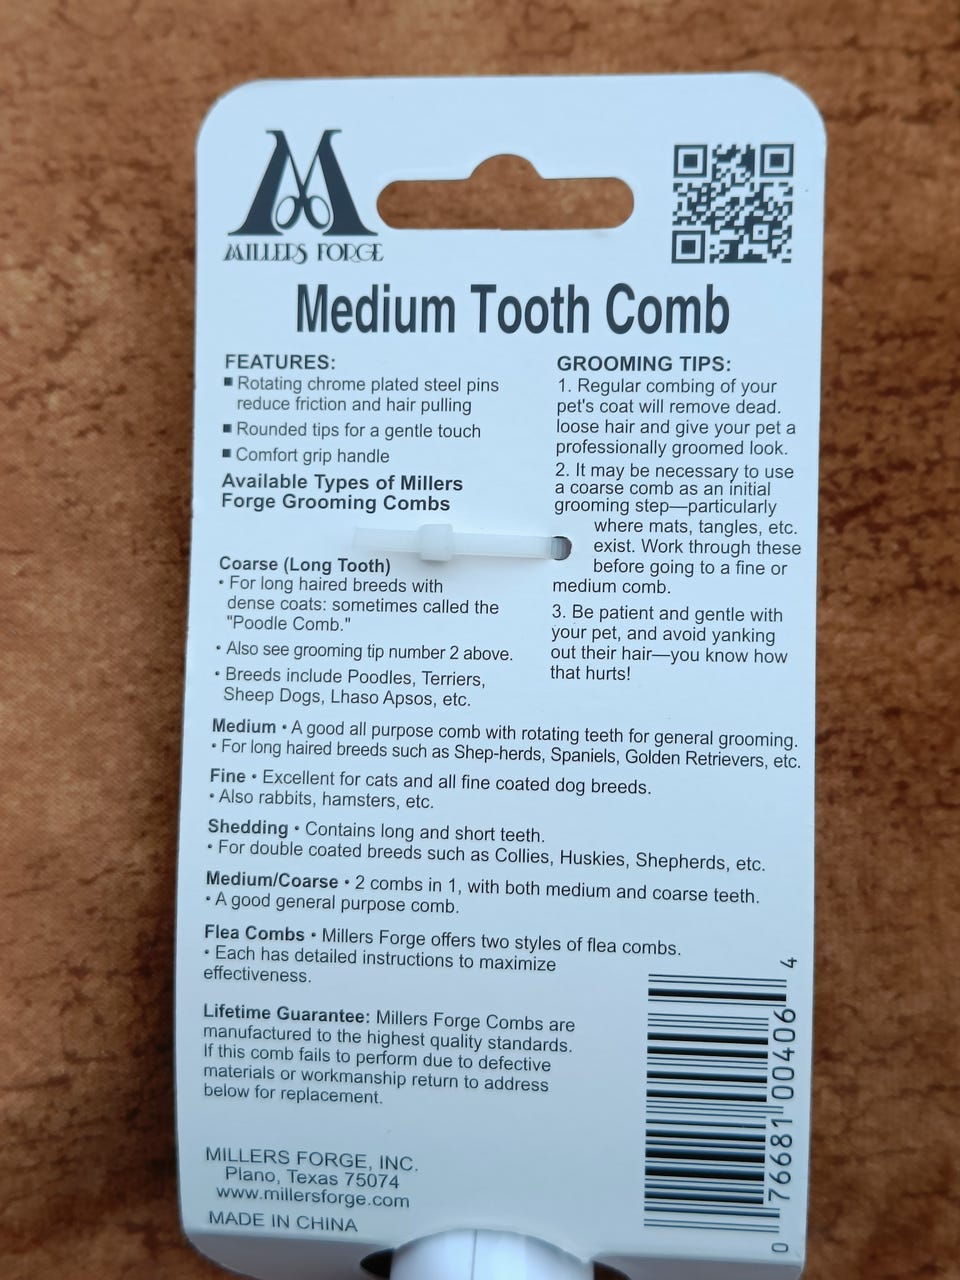 MILLERS FORGE
Medium Tooth Comb
FEATURES:
■ Rotating chrome plated steel pins
reduce friction and hair pulling
■ Rounded tips for a gentle touch
■ Comfort grip handle
Available Types of Millers
Forge Grooming Combs
Coarse (Long Tooth)
• For long haired breeds with
dense coats: sometimes called the
"Poodle Comb."
• Also see grooming tip number 2 above.
• Breeds include Poodles, Terriers,
Sheep Dogs, Lhaso Apsos, etc.
GROOMING TIPS:
1. Regular combing of your
pet's coat will remove dead.
loose hair and give your pet a
professionally groomed look.
2. It may be necessary to use
a coarse comb as an initial
grooming step—particularly
where mats, tangles, etc.
exist. Work through these
before going to a fine or
medium comb.
3. Be patient and gentle with
your pet, and avoid yanking
out their hair—you know how
that hurts!
Medium • A good all purpose comb with rotating teeth for general grooming.
• For long haired breeds such as Shep-herds, Spaniels, Golden Retrievers, etc.
Fine • Excellent for cats and all fine coated dog breeds.
• Also rabbits, hamsters, etc.
Shedding • Contains long and short teeth.
• For double coated breeds such as Collies, Huskies, Shepherds, etc.
Medium/Coarse • 2 combs in 1, with both medium and coarse teeth.
• A good general purpose comb.
Flea Combs • Millers Forge offers two styles of flea combs.
• Each has detailed instructions to maximize
effectiveness.
Lifetime Guarantee: Millers Forge Combs are
manufactured to the highest quality standards.
If this comb fails to perform due to defective
materials or workmanship return to address
below for replacement.
MILLERS FORGE, INC.
Plano, Texas 75074
www.millersforge.com
MADE IN CHINA
0 76681 00406 4